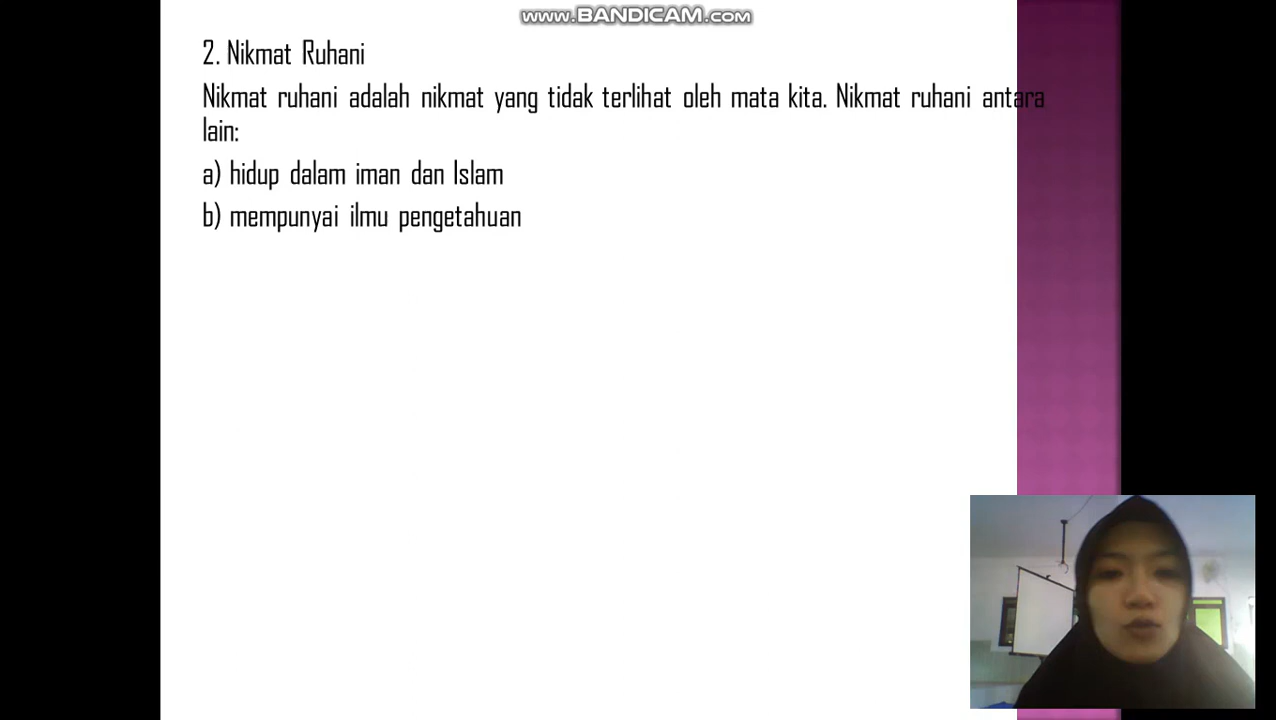 www.BANDICAM.com
2. Nikmat Ruhani
Nikmat ruhani adalah nikmat yang tidak terlihat oleh mata kita. Nikmat ruhani antara
lain:
a) hidup dalam iman dan Islam
b) mempunyai ilmu pengetahuan